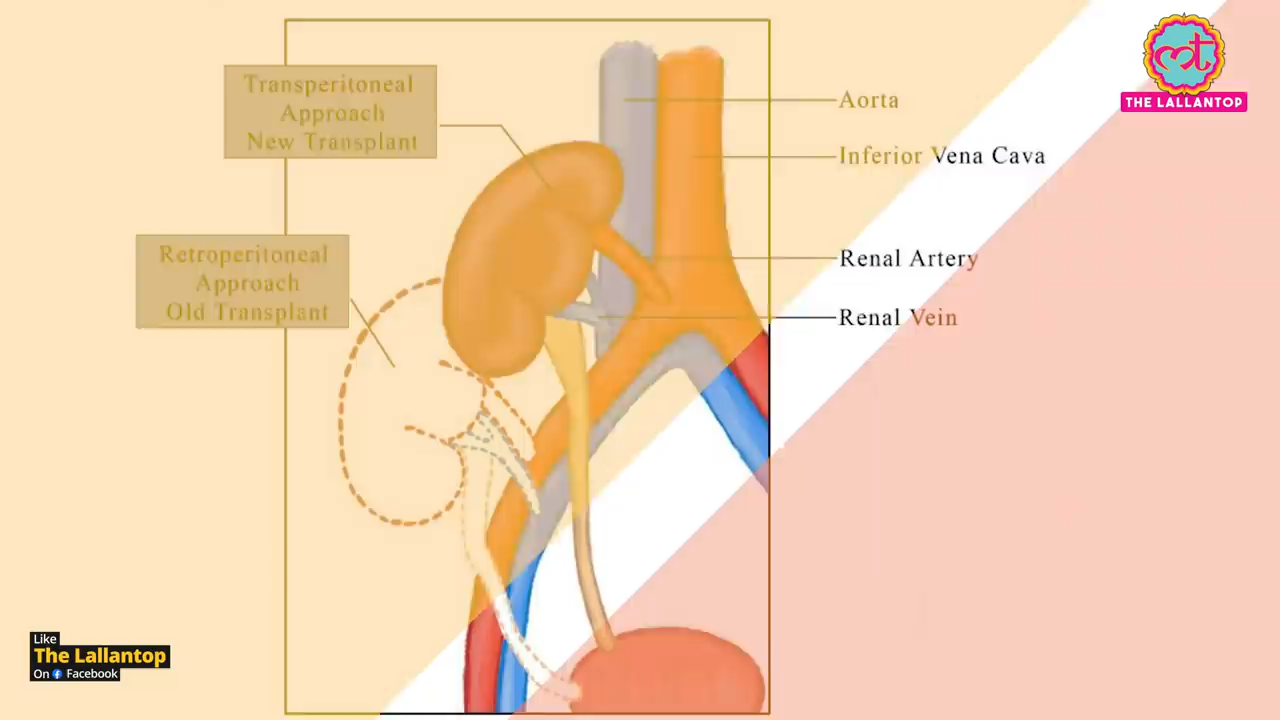 Transperitoneal
Approach
New Transplant
Retroperitoneal
Approach
Old Transplant
Aorta
Inferior Vena Cava
Renal Artery
Renal Vein
THE LALLANTOP
Like
The Lallantop
On Facebook